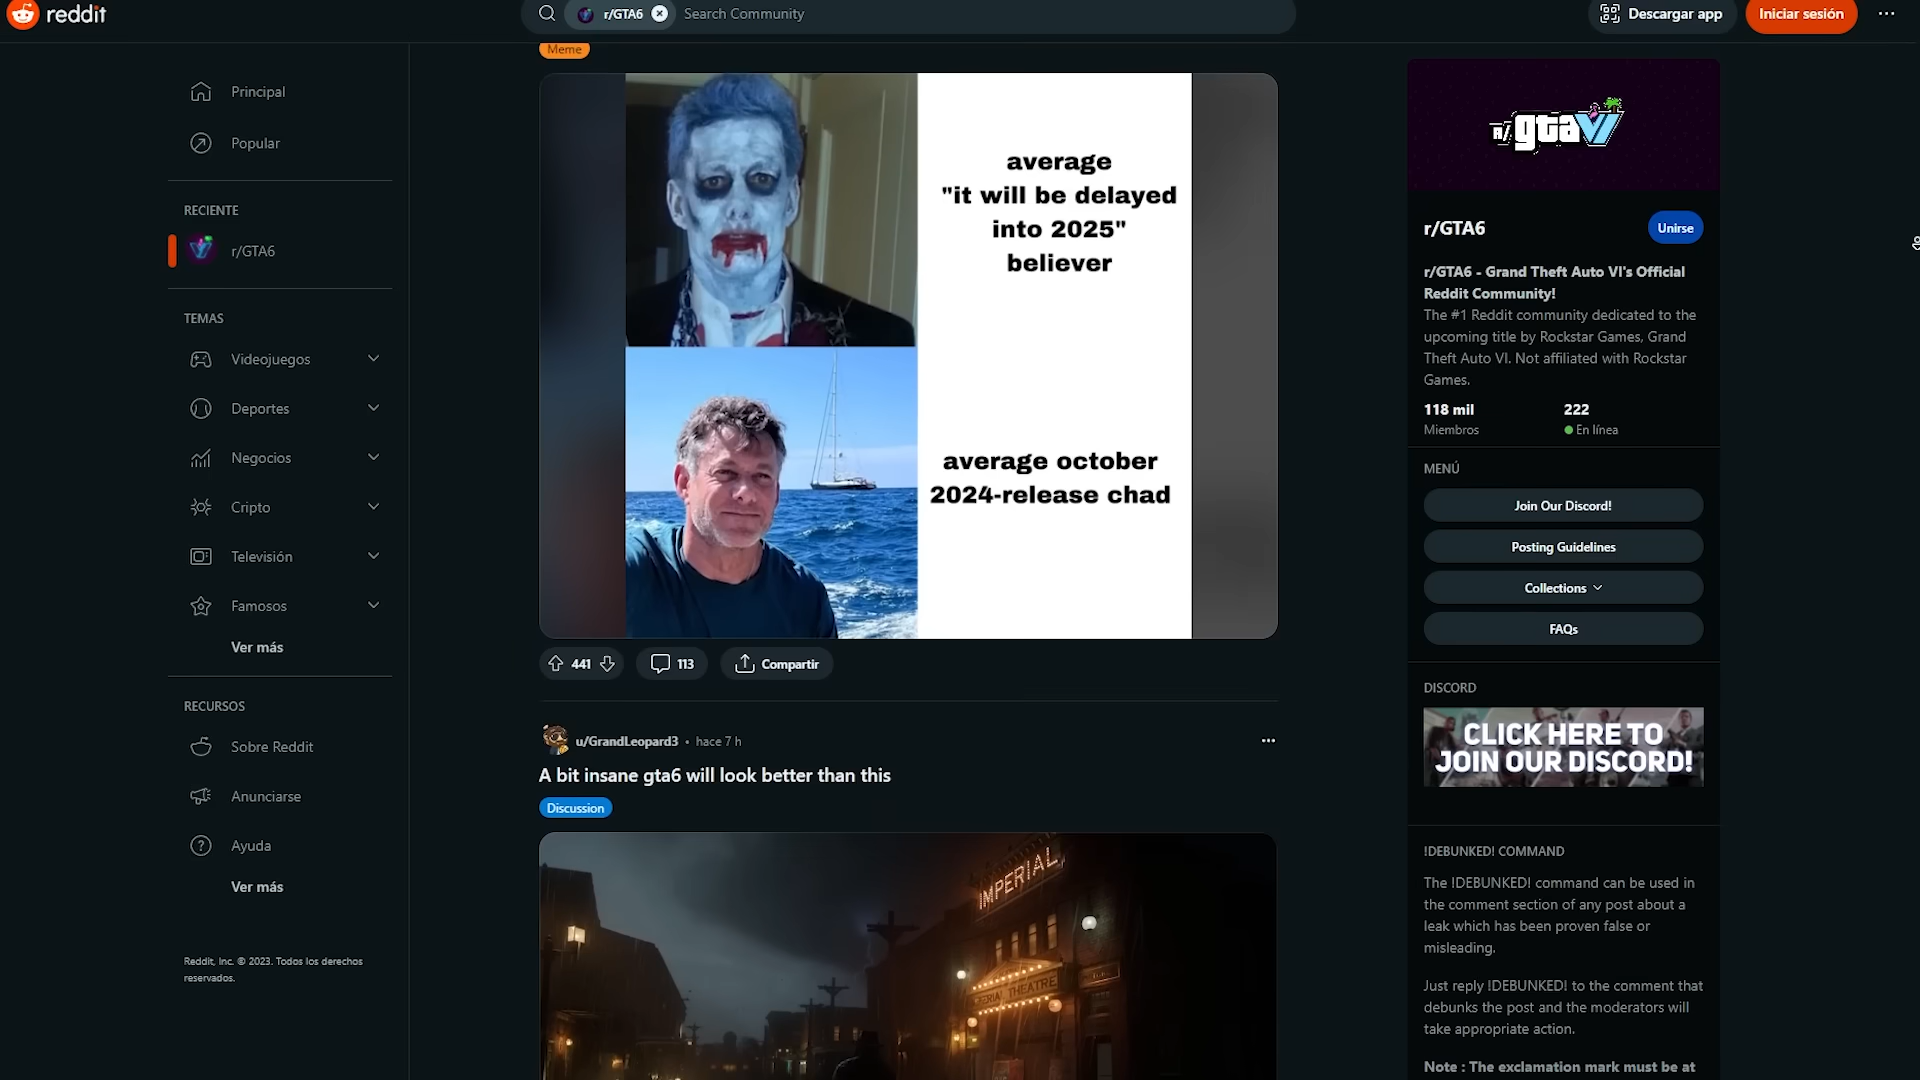 reddit
r/GTA6
Search Community
Descargar app
Iniciar sesión
Principal
Popular
RECIENTE
r/GTA6
TEMAS
Videojuegos
Deportes
Negocios
Cripto
Televisión
Famosos
Ver más
RECURSOS
Sobre Reddit
Anunciarse
Ayuda
Ver más
Reddit, Inc. © 2023. Todos los derechos
reservados.
Meme
average
"it will be delayed
into 2025"
believer
average october
2024-release chad
441
113
Compartir
u/GrandLeopard3 • hace 7 h
A bit insane gta6 will look better than this
Discussion
IMPERIAL
IMPERIAL THEATRE
r/gta VI
r/GTA6
Unirse
r/GTA6 - Grand Theft Auto VI's Official
Reddit Community!
The #1 Reddit community dedicated to the
upcoming title by Rockstar Games, Grand
Theft Auto VI. Not affiliated with Rockstar
Games.
118 mil
Miembros
222
En línea
MENÚ
Join Our Discord!
Posting Guidelines
Collections
FAQs
DISCORD
CLICK HERE TO
JOIN OUR DISCORD!
!DEBUNKED! COMMAND
The !DEBUNKED! command can be used in
the comment section of any post about a
leak which has been proven false or
misleading.
Just reply !DEBUNKED! to the comment that
debunks the post and the moderators will
take appropriate action.
Note : The exclamation mark must be at